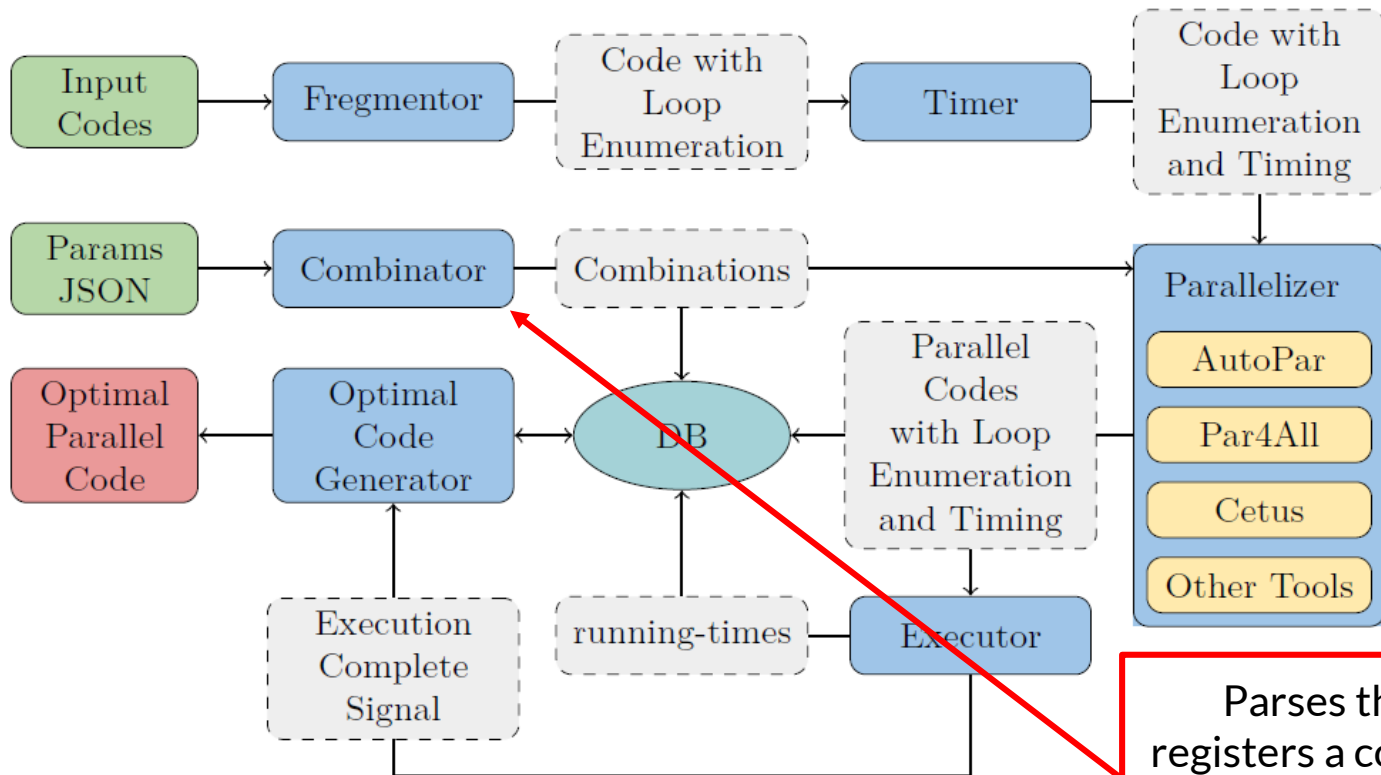 Input
Codes
Fregmentor
Code with
Loop
Enumeration
Timer
Code with
Loop
Enumeration
and Timing
Params
JSON
Combinator
Combinations
Parallelizer
AutoPar
Par4All
Cetus
Other Tools
Optimal
Parallel
Code
Optimal
Code
Generator
DB
Parallel
Codes
with Loop
Enumeration
and Timing
Execution
Complete
Signal
running-times
Executor
Parses
registers a